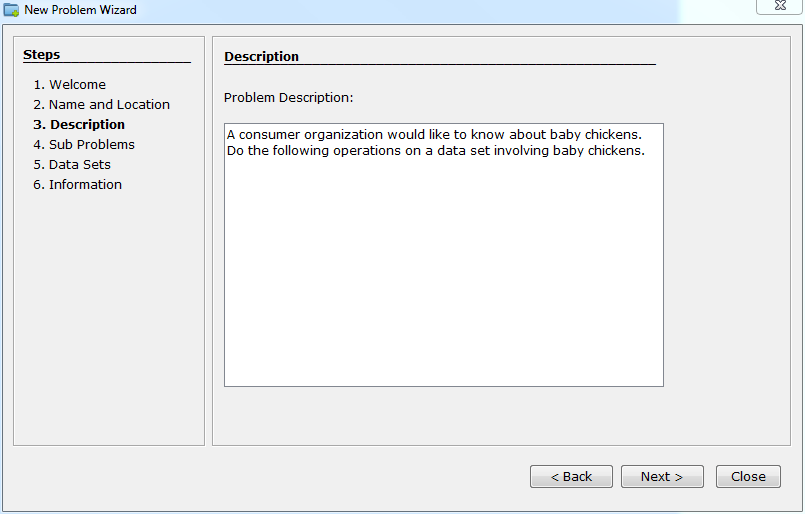 New Problem Wizard
Steps
1. Welcome
2. Name and Location
3. Description
4. Sub Problems
5. Data Sets
6. Information
Description
Problem Description:
A consumer organization would like to know about baby chickens.
Do the following operations on a data set involving baby chickens.
< Back
Next >
Close